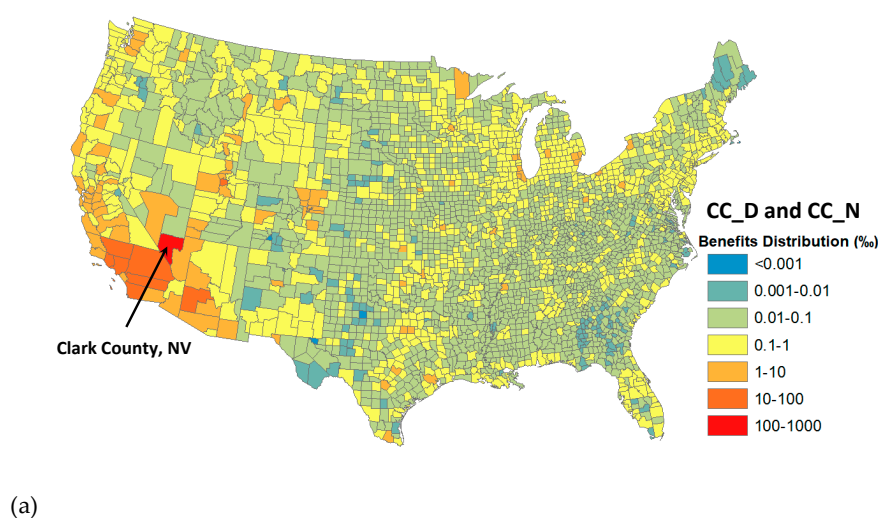 CC_D and CC_N
Benefits Distribution (‰)
<0.001
0.001-0.01
0.01-0.1
0.1-1
1-10
10-100
100-1000
Clark County, NV
(a)